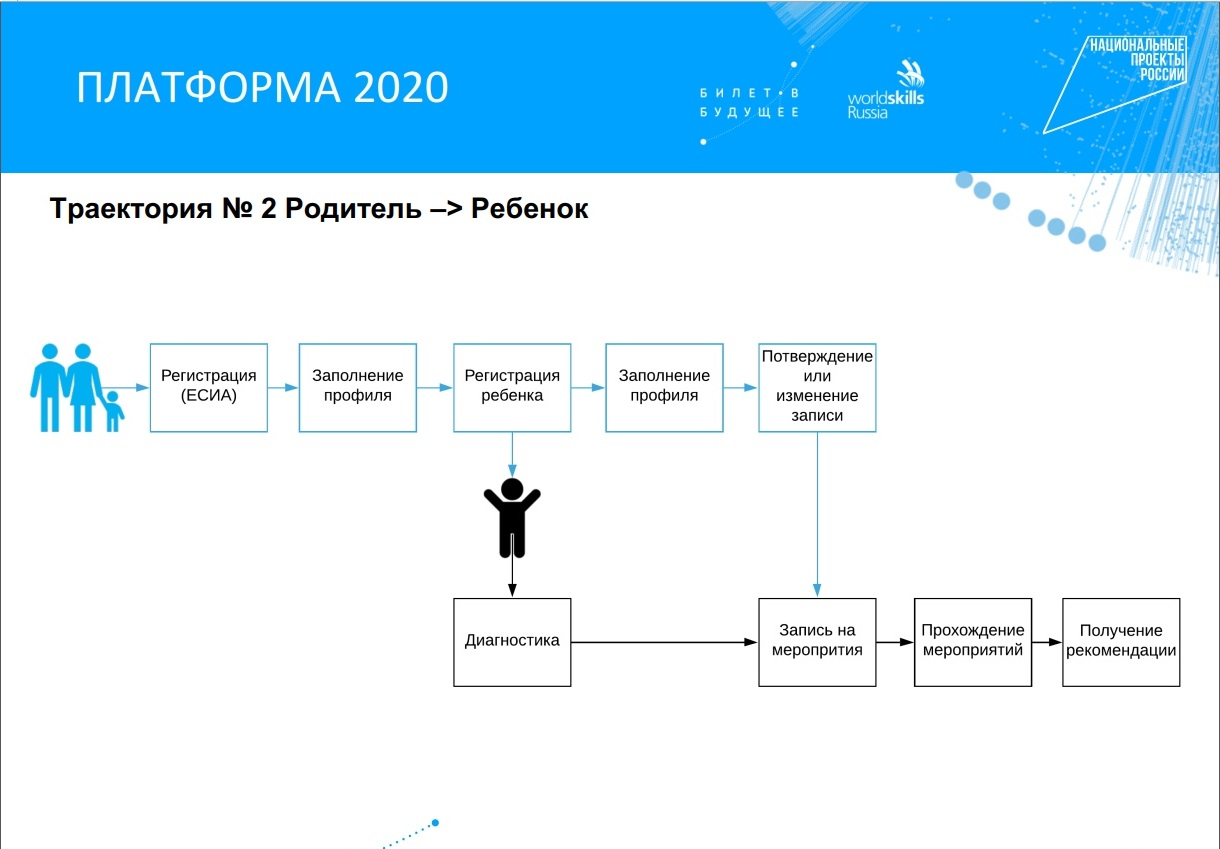 ПЛАТФОРМА 2020
БИЛЕТ•В
БУДУЩЕЕ
worldskills
Russia
НАЦИОНАЛЬНЫЕ
ПРОЕКТЫ
РОССИИ
Траектория № 2 Родитель –> Ребенок
Регистрация
(ЕСИА)
Заполнение
профиля
Регистрация
ребенка
Заполнение
профиля
Потверждение
или
изменение
записи
Диагностика
Запись на
меропрития
Прохождение
мероприятий
Получение
рекомендации